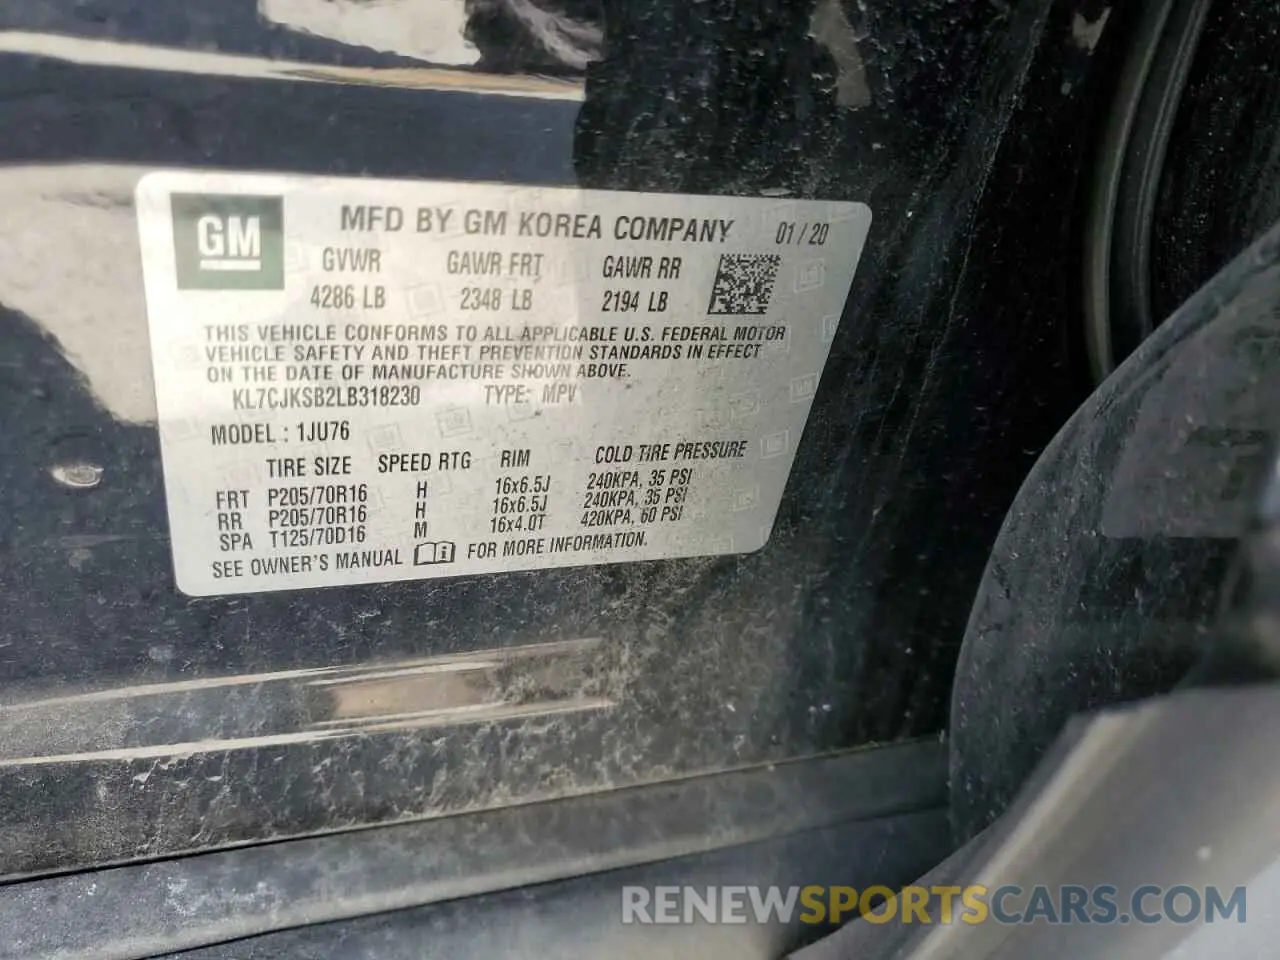 GM
MFD BY GM KOREA COMPANY 01/20
GVWR GAWR FRT GAWR RR
4286 LB 2348 LB 2194 LB
THIS VEHICLE CONFORMS TO ALL APPLICABLE U.S. FEDERAL MOTOR
VEHICLE SAFETY AND THEFT PREVENTION STANDARDS IN EFFECT
ON THE DATE OF MANUFACTURE SHOWN ABOVE.
KL7CJKSB2LB318230 TYPE: MPV
MODEL : 1JU76
TIRE SIZE SPEED RTG RIM COLD TIRE PRESSURE
FRT P205/70R16 H 16x6.5J 240KPA, 35 PSI
RR P205/70R16 H 16x6.5J 240KPA, 35 PSI
SPA T125/70D16 M 16x4.0T 420KPA, 60 PSI
SEE OWNER'S MANUAL FOR MORE INFORMATION.
RENEWSPORTSCARS.COM